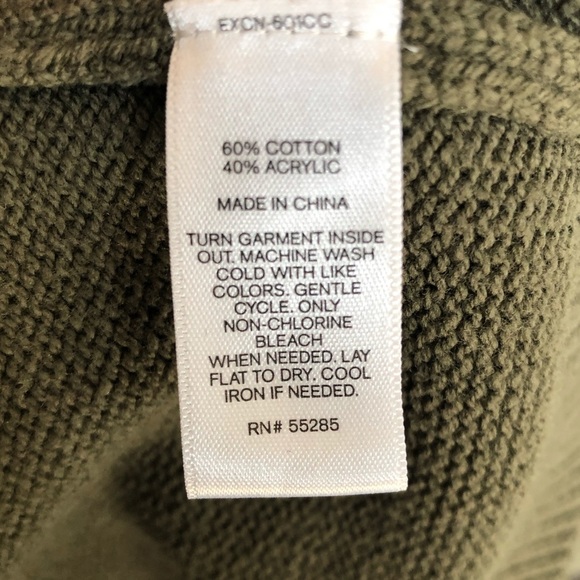 EXCN-601CC
60% COTTON
40% ACRYLIC
MADE IN CHINA
TURN GARMENT INSIDE
OUT. MACHINE WASH
COLD WITH LIKE
COLORS. GENTLE
CYCLE. ONLY
NON-CHLORINE
BLEACH
WHEN NEEDED. LAY
FLAT TO DRY. COOL
IRON IF NEEDED.
RN# 55285